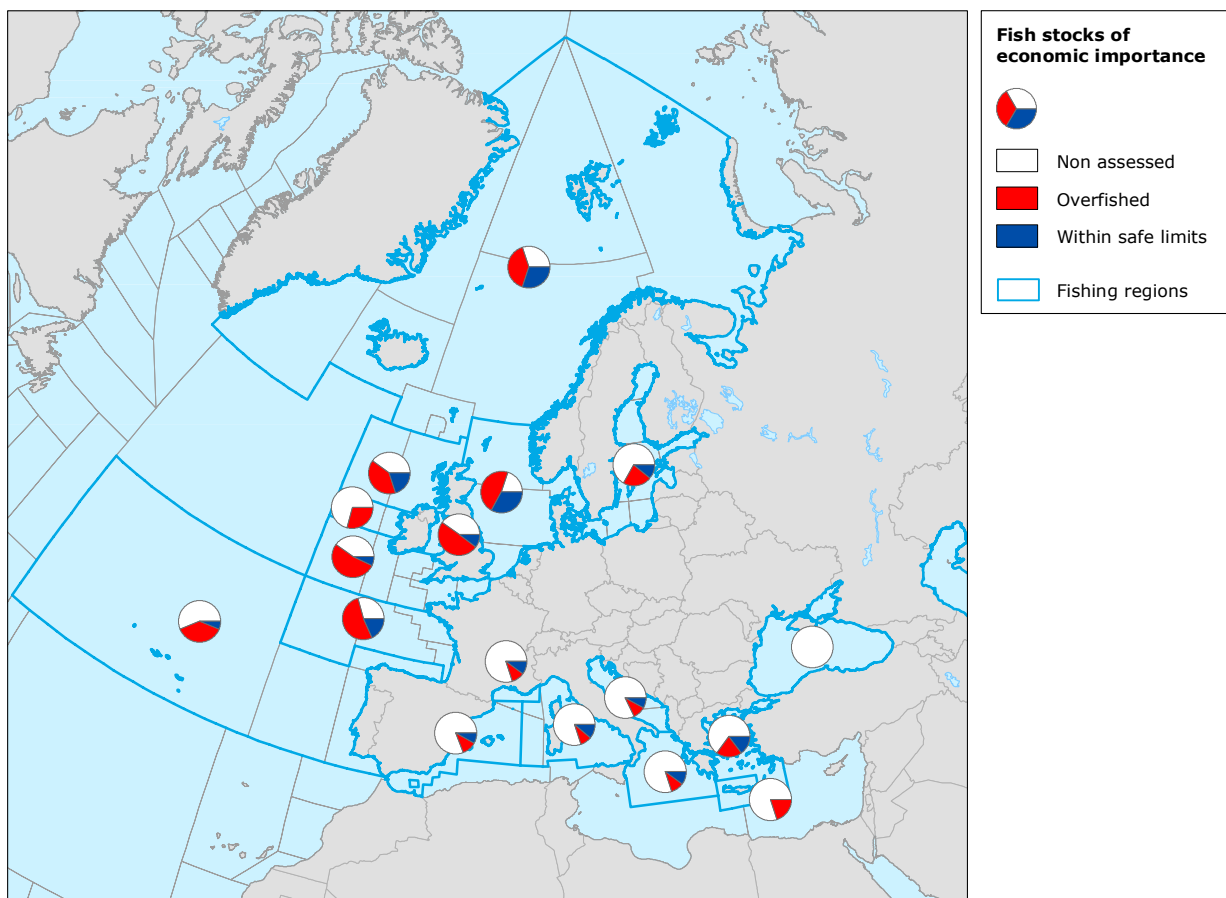 Fish stocks of
economic importance
Non assessed
Overfished
Within safe limits
Fishing regions